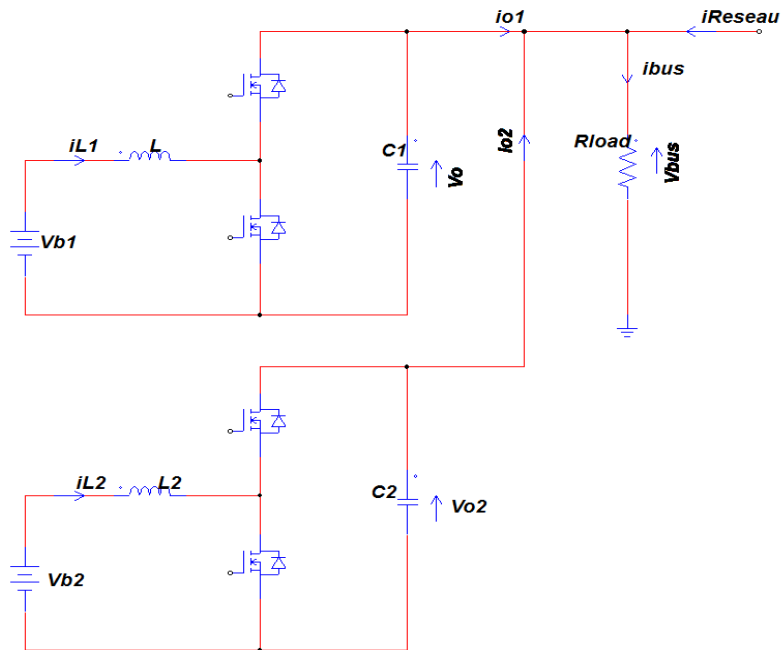 io1
iReseau
ibus
iL1
L
C1
Vo
Io2
Rload
Vbus
Vb1
iL2
L2
C2
Vo2
Vb2